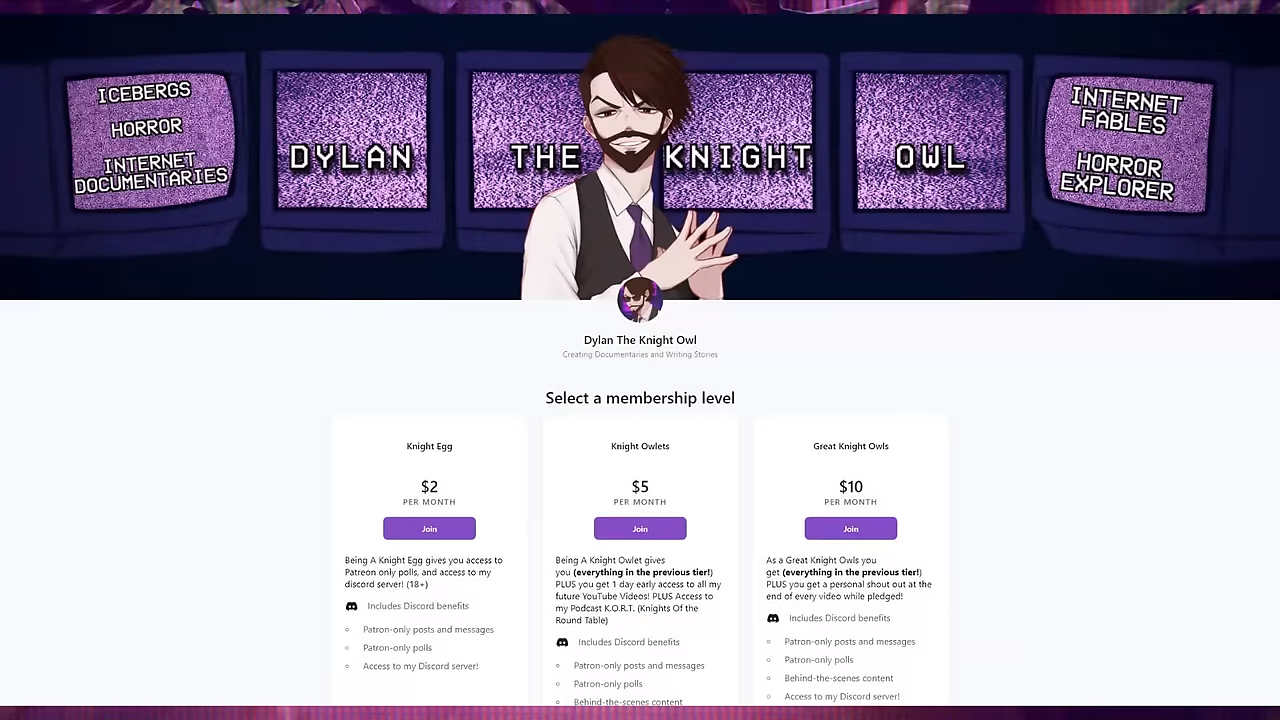 ICEBERGS
HORROR
INTERNET
DOCUMENTARIES
DYLAN
THE
KNIGHT
OWL
INTERNET
FABLES
HORROR
EXPLORER
Dylan The Knight Owl
Creating Documentaries and Writing Stories
Select a membership level
Knight Egg
$2
PER MONTH
Join
Being A Knight Egg gives you access to
Patreon only polls, and access to my
discord server! (18+)
Includes Discord benefits
Patron-only posts and messages
Patron-only polls
Access to my Discord server!
Knight Owlets
$5
PER MONTH
Join
Being A Knight Owlet gives
you (everything in the previous tier!)
PLUS you get 1 day early access to all my
future YouTube Videos! PLUS Access to
my Podcast K.O.R.T. (Knights Of the
Round Table)
Includes Discord benefits
Patron-only posts and messages
Patron-only polls
Behind-the-scenes content
Great Knight Owls
$10
PER MONTH
Join
As a Great Knight Owls you
get (everything in the previous tier!)
PLUS you get a personal shout out at the
end of every video while pledged!
Includes Discord benefits
Patron-only posts and messages
Patron-only polls
Behind-the-scenes content
Access to my Discord server!